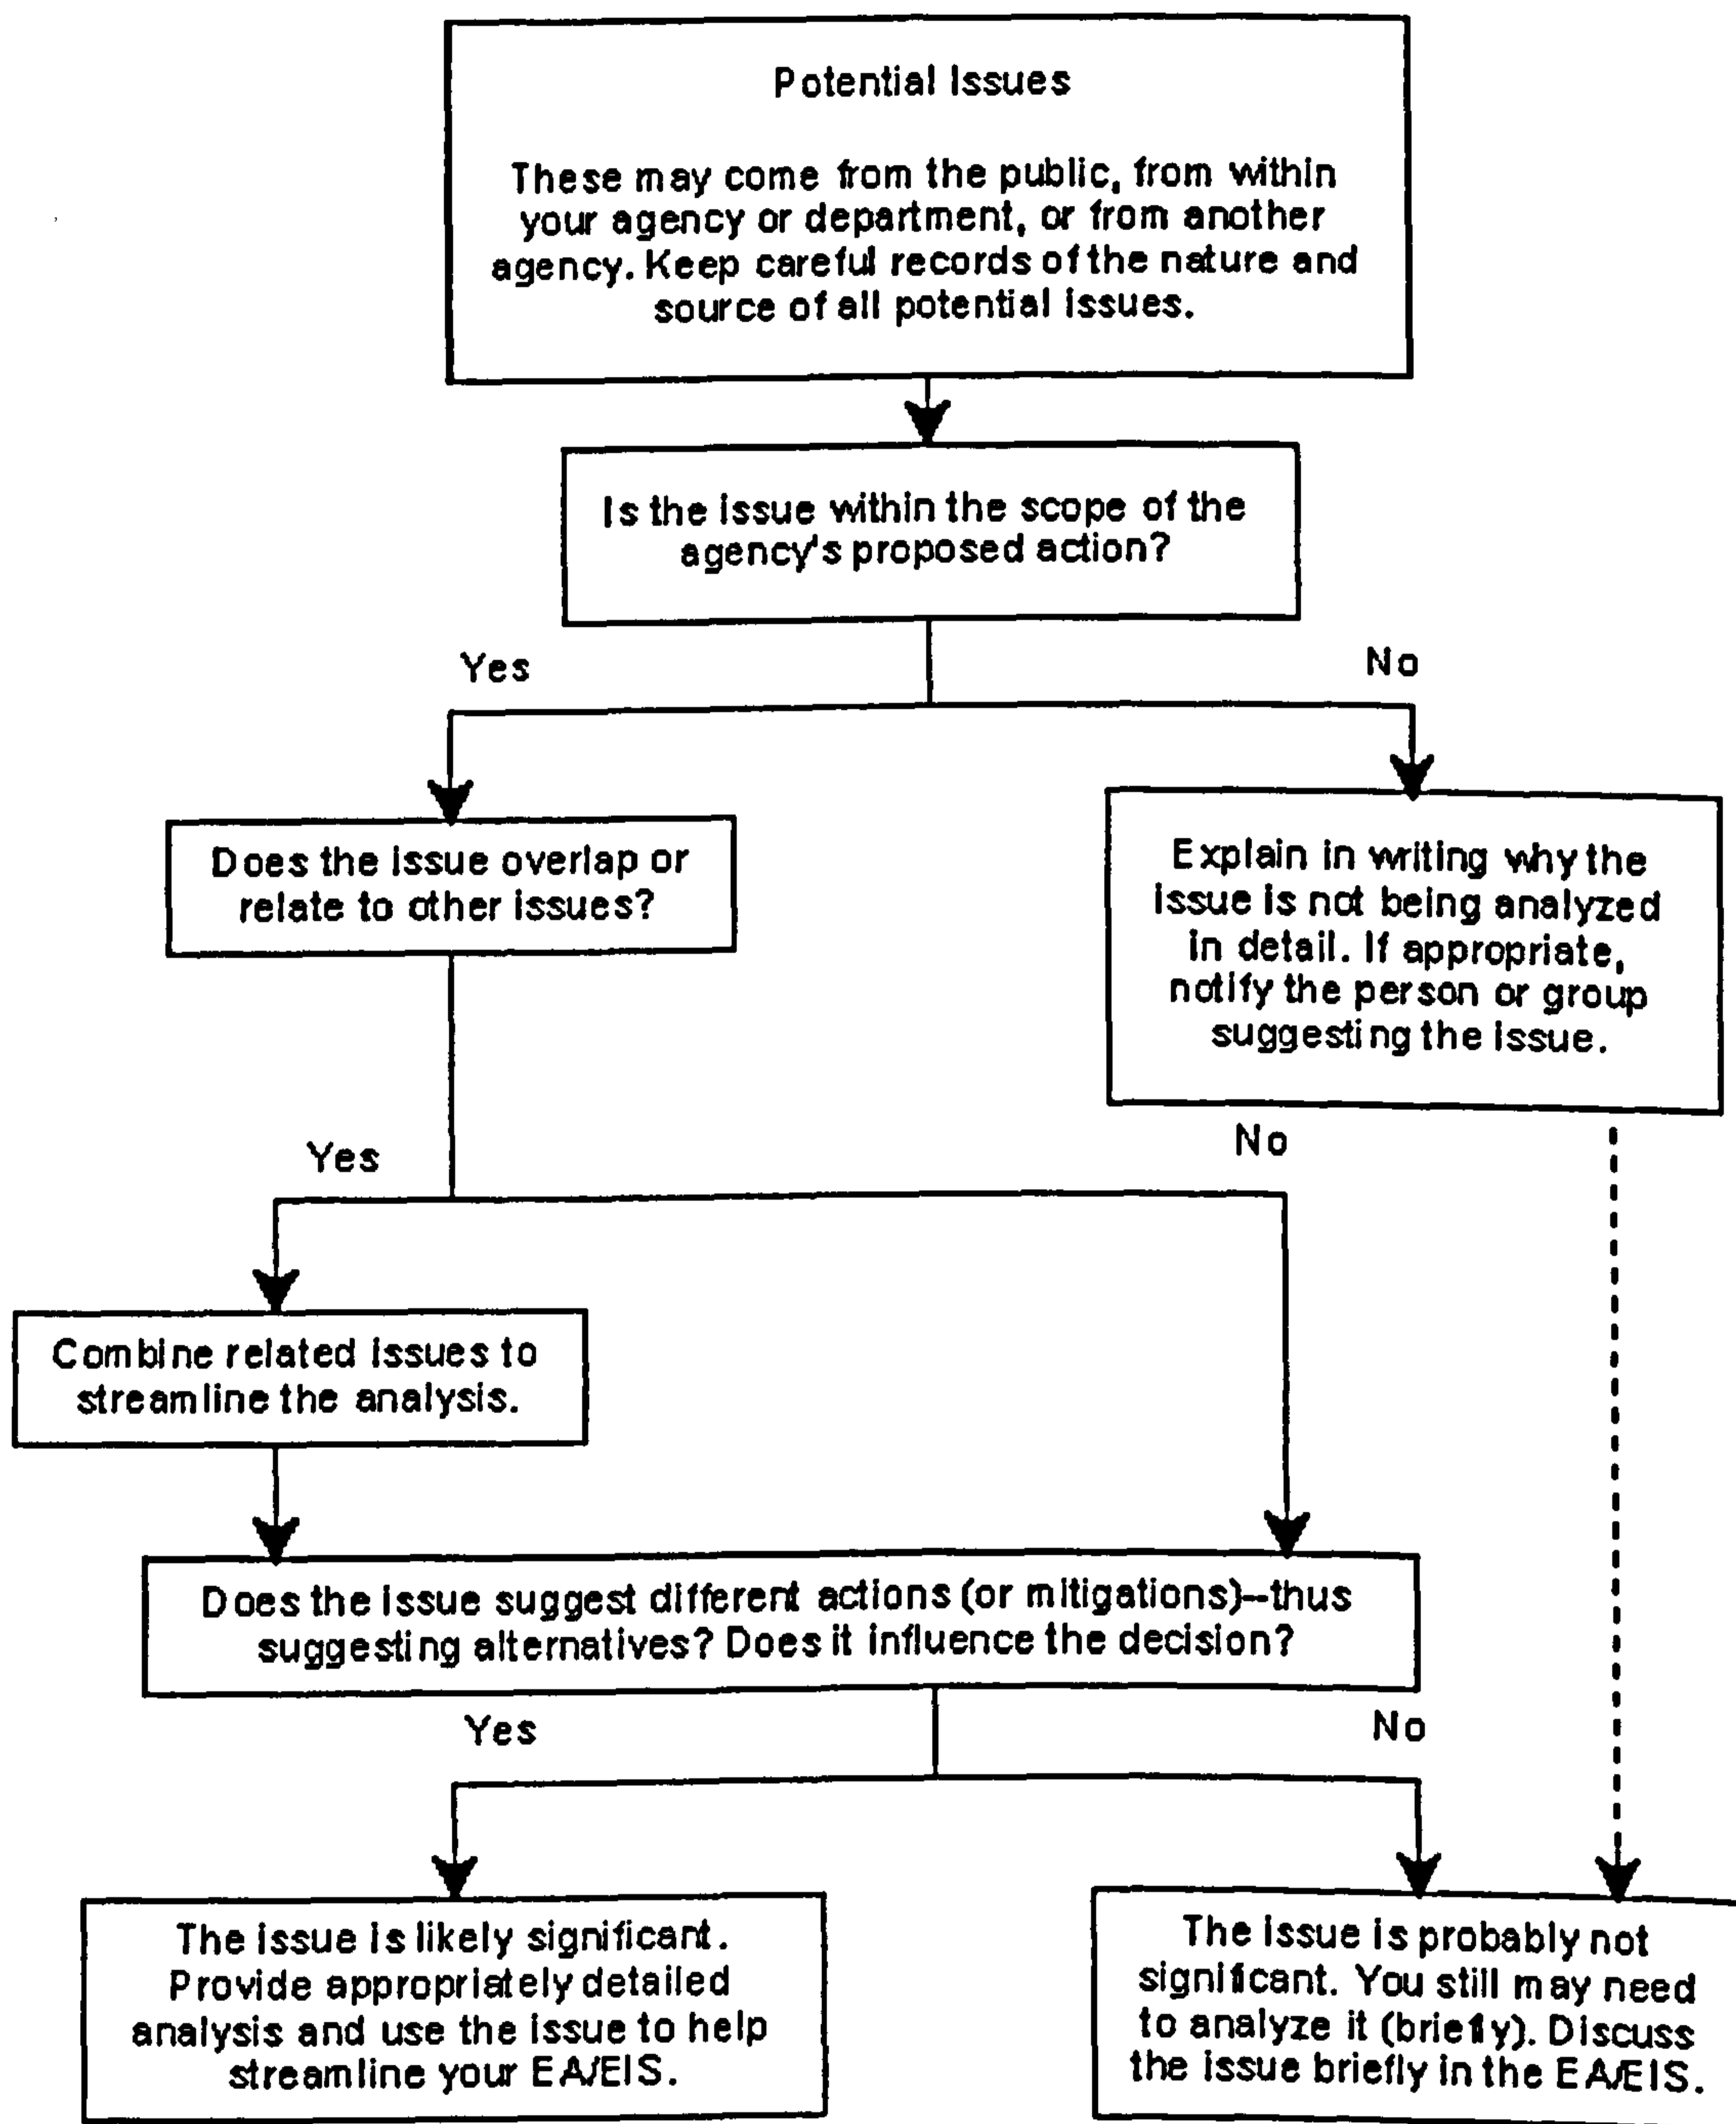 Potential Issues
These may come from the public, from within
your agency or department, or from another
agency. Keep careful records of the nature and
source of all potential issues.
Is the issue within the scope of the
agency's proposed action?
Yes
No
Does the issue overlap or
relate to other issues?
Explain in writing why the
issue is not being analyzed
in detail. If appropriate,
notify the person or group
suggesting the issue.
Yes
No
Combine related issues to
streamline the analysis.
Does the issue suggest different actions (or mitigations)--thus
suggesting alternatives? Does it influence the decision?
Yes
No
The issue is likely significant.
Provide appropriately detailed
analysis and use the issue to help
streamline your EA/EIS.
The issue is probably not
significant. You still may need
to analyze it (briefly). Discuss
the issue briefly in the EA/EIS.